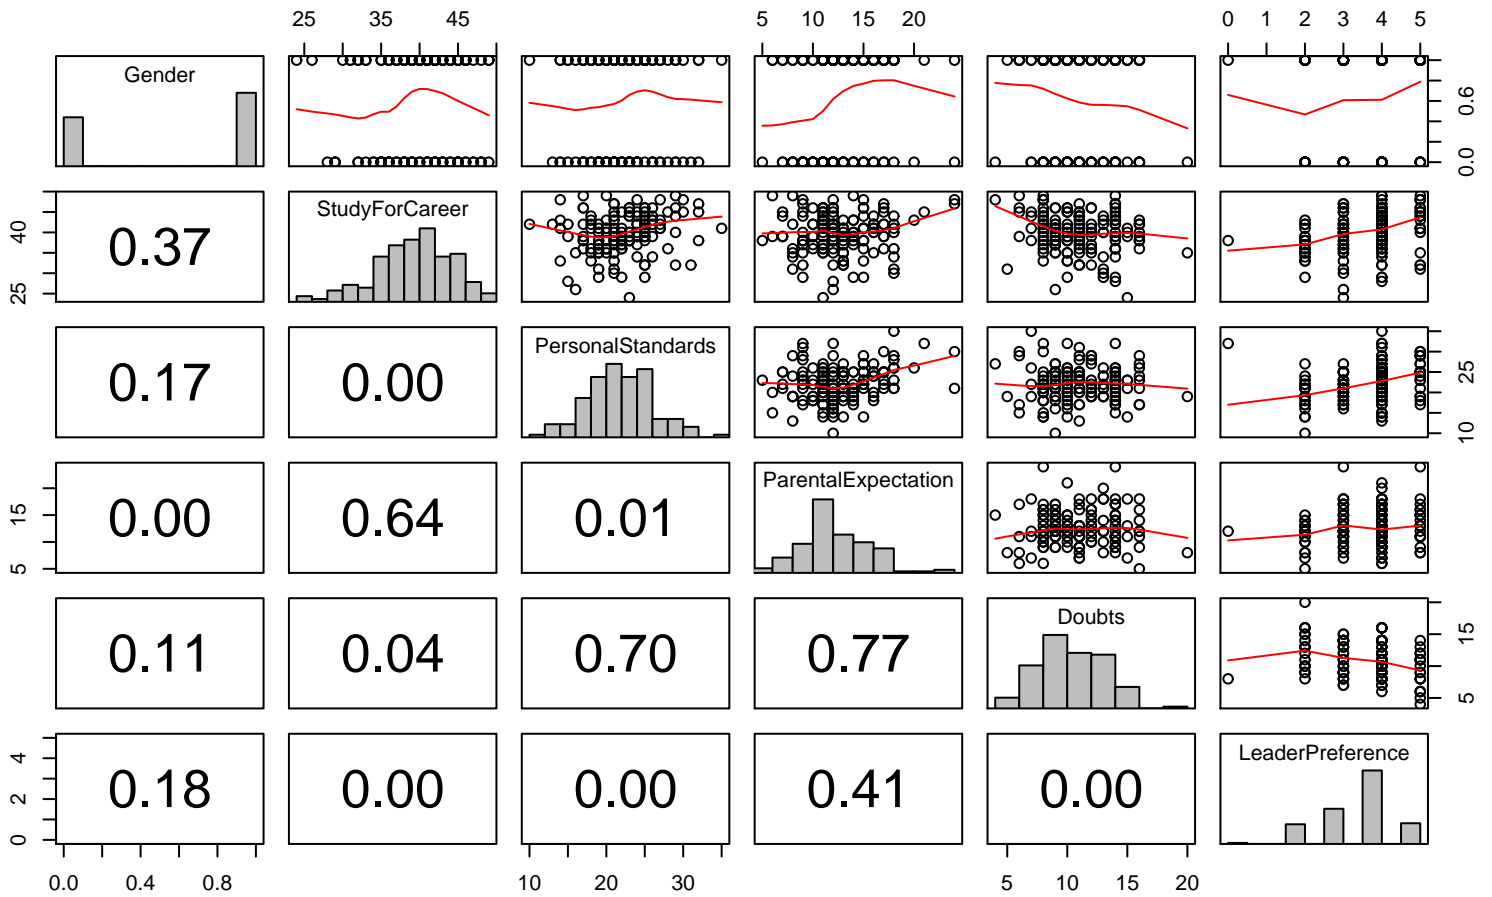 25 35 45 5 10 15 20 0 1 2 3 4 5
Gender 0.0 0.6
25 40 0.37 StudyForCareer
0.17 0.00 PersonalStandards 10 25
5 15 0.00 0.64 0.01 ParentalExpectation
0.11 0.04 0.70 0.77 Doubts 5 15
0 2 4 0.18 0.00 0.00 0.41 0.00 LeaderPreference
0.0 0.4 0.8 10 20 30 5 10 15 20